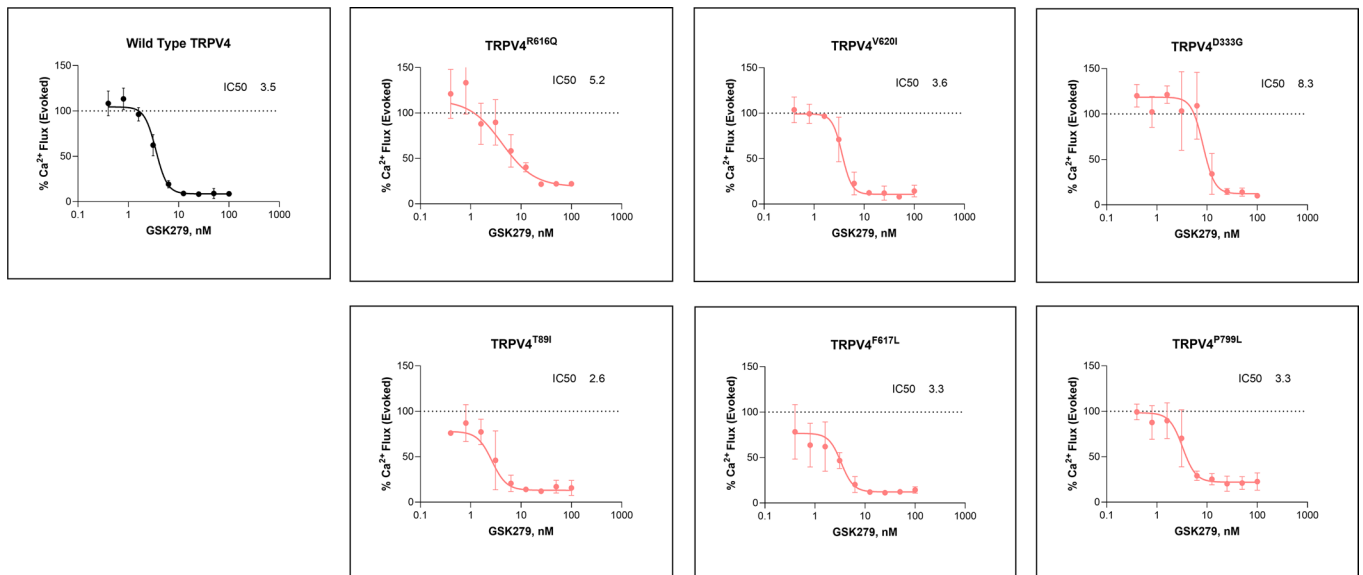 Wild Type TRPV4
IC50 3.5
150
100
50
0
0.1 1 10 100 1000
% Ca²⁺ Flux (Evoked)
GSK279, nM
TRPV4ᴿ⁶¹⁶Q
IC50 5.2
150
100
50
0
0.1 1 10 100 1000
% Ca²⁺ Flux (Evoked)
GSK279, nM
TRPV4ⱽ⁶²⁰ᴵ
IC50 3.6
150
100
50
0
0.1 1 10 100 1000
% Ca²⁺ Flux (Evoked)
GSK279, nM
TRPV4ᴰ³³³ᴳ
IC50 8.3
150
100
50
0
0.1 1 10 100 1000
% Ca²⁺ Flux (Evoked)
GSK279, nM
TRPV4ᵀ⁸⁹ᴵ
IC50 2.6
150
100
50
0
0.1 1 10 100 1000
% Ca²⁺ Flux (Evoked)
GSK279, nM
TRPV4F⁶¹⁷ᴸ
IC50 3.3
150
100
50
0
0.1 1 10 100 1000
% Ca²⁺ Flux (Evoked)
GSK279, nM
TRPV4ᴾ⁷⁹⁹ᴸ
IC50 3.3
150
100
50
0
0.1 1 10 100 1000
% Ca²⁺ Flux (Evoked)
GSK279, nM